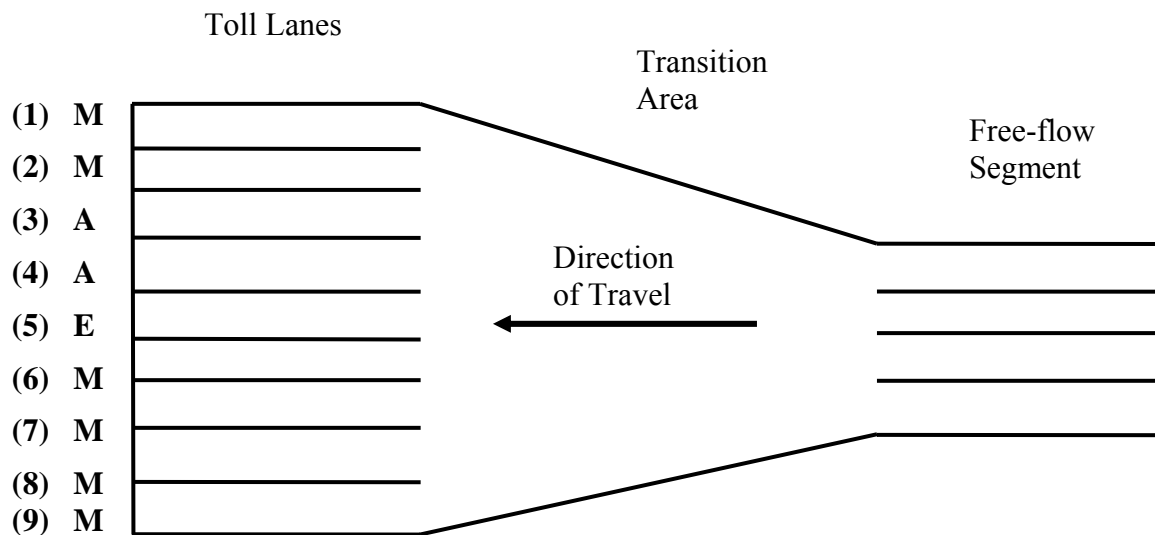 Toll Lanes
Transition
Area
Free-flow
Segment
Direction
of Travel
(1) M
(2) M
(3) A
(4) A
(5) E
(6) M
(7) M
(8) M
(9) M